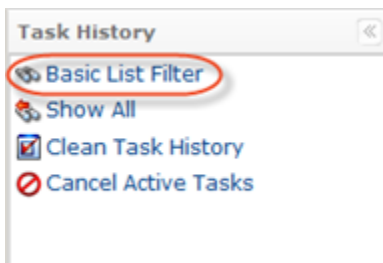 Task History
Basic List Filter
Show All
Clean Task History
Cancel Active Tasks